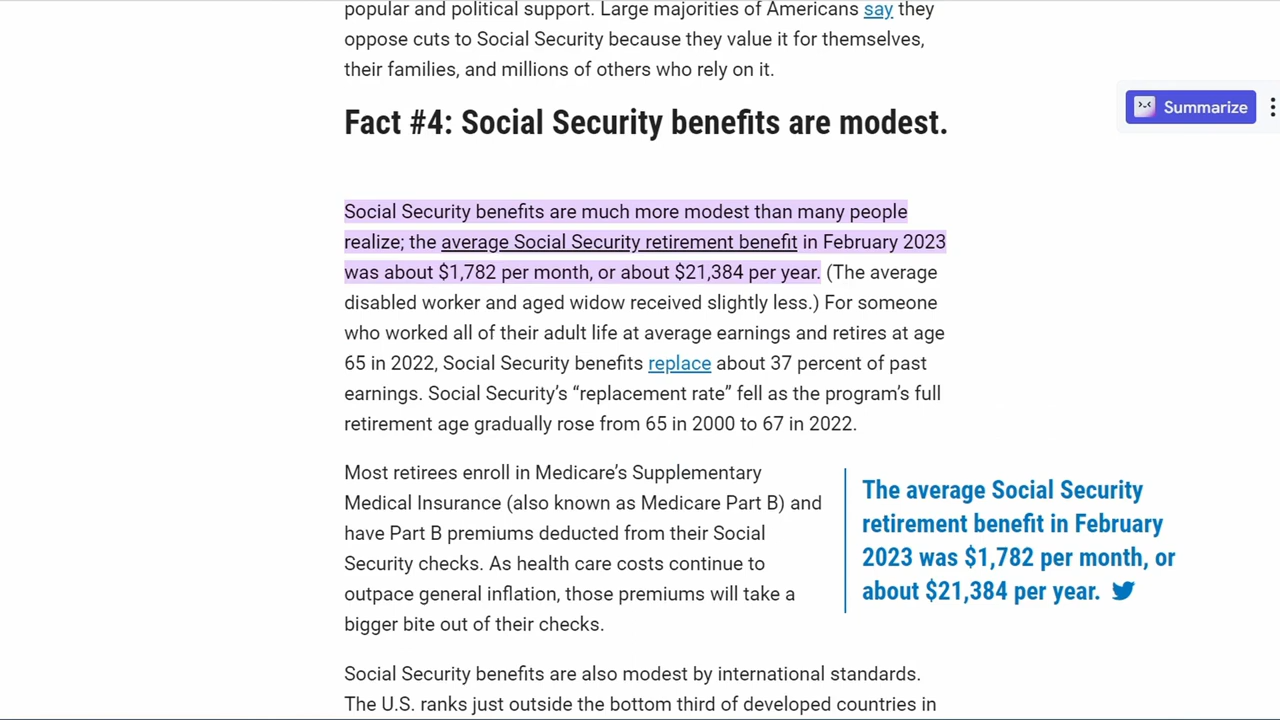 popular and political support. Large majorities of Americans say they
oppose cuts to Social Security because they value it for themselves,
their families, and millions of others who rely on it.
Summarize
Fact #4: Social Security benefits are modest.
Social Security benefits are much more modest than many people
realize; the average Social Security retirement benefit in February 2023
was about $1,782 per month, or about $21,384 per year. (The average
disabled worker and aged widow received slightly less.) For someone
who worked all of their adult life at average earnings and retires at age
65 in 2022, Social Security benefits replace about 37 percent of past
earnings. Social Security’s “replacement rate” fell as the program’s full
retirement age gradually rose from 65 in 2000 to 67 in 2022.
Most retirees enroll in Medicare’s Supplementary
Medical Insurance (also known as Medicare Part B) and
have Part B premiums deducted from their Social
Security checks. As health care costs continue to
outpace general inflation, those premiums will take a
bigger bite out of their checks.
The average Social Security
retirement benefit in February
2023 was $1,782 per month, or
about $21,384 per year.
Social Security benefits are also modest by international standards.
The U.S. ranks just outside the bottom third of developed countries in